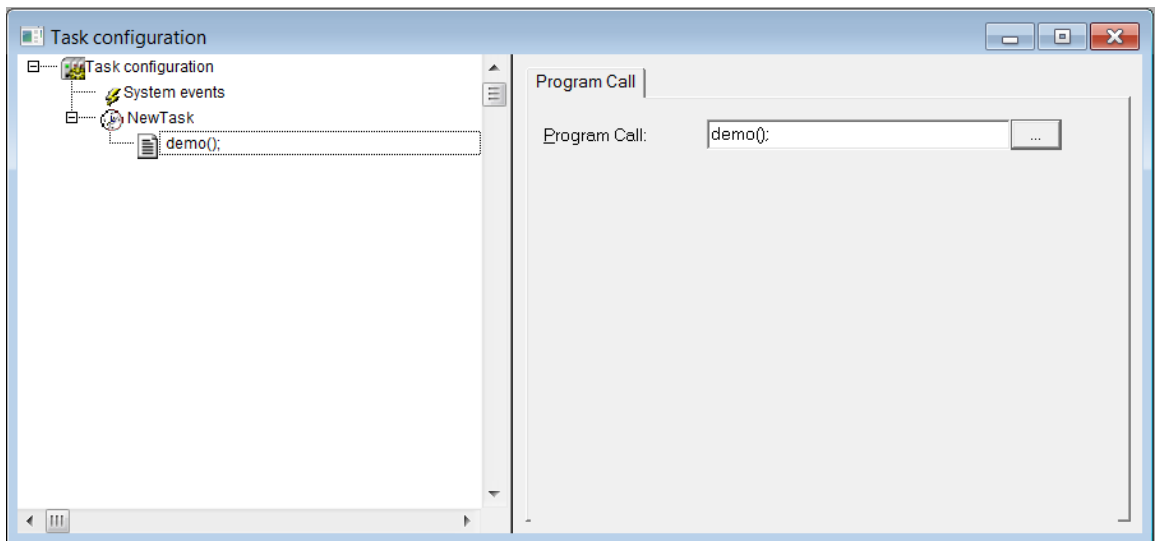 Task configuration
Task configuration
System events
NewTask
demo();
Program Call
Program Call:
demo();
...